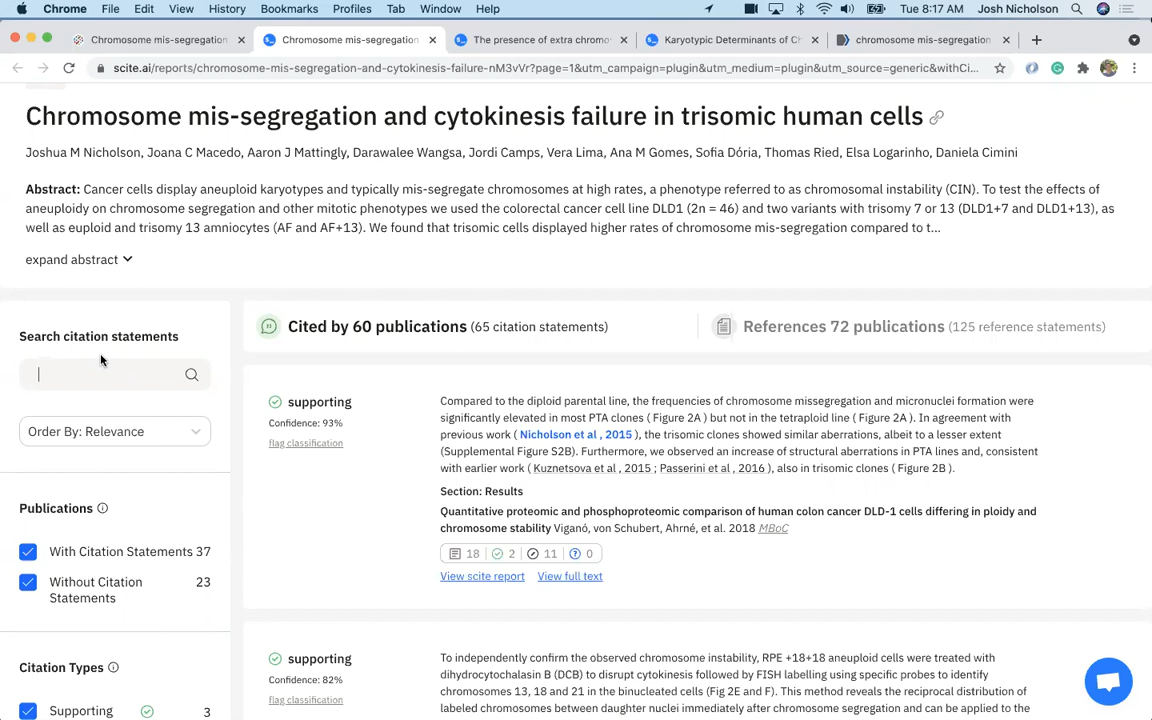 Chrome File Edit View History Bookmarks Profiles Tab Window Help Tue 8:17 AM Josh Nicholson
Chromosome mis-segregation Chromosome mis-segregation The presence of extra chromo Karyotypic Determinants of Ch chromosome mis-segregation
scite.ai/reports/chromosome-mis-segregation-and-cytokinesis-failure-nM3vVr?page=1&utm_campaign=plugin&utm_medium=plugin&utm_source=generic&withCi...
Chromosome mis-segregation and cytokinesis failure in trisomic human cells
Joshua M Nicholson, Joana C Macedo, Aaron J Mattingly, Darawalee Wangsa, Jordi Camps, Vera Lima, Ana M Gomes, Sofia Dória, Thomas Ried, Elsa Logarinho, Daniela Cimini
Abstract: Cancer cells display aneuploid karyotypes and typically mis-segregate chromosomes at high rates, a phenotype referred to as chromosomal instability (CIN). To test the effects of
aneuploidy on chromosome segregation and other mitotic phenotypes we used the colorectal cancer cell line DLD1 (2n = 46) and two variants with trisomy 7 or 13 (DLD1+7 and DLD1+13), as
well as euploid and trisomy 13 amniocytes (AF and AF+13). We found that trisomic cells displayed higher rates of chromosome mis-segregation compared to t...
expand abstract
Search citation statements
Order By: Relevance
Publications
With Citation Statements 37
Without Citation 23
Statements
Citation Types
Supporting 3
Cited by 60 publications (65 citation statements)
References 72 publications (125 reference statements)
supporting
Confidence: 93%
flag classification
Compared to the diploid parental line, the frequencies of chromosome missegregation and micronuclei formation were
significantly elevated in most PTA clones ( Figure 2A ) but not in the tetraploid line ( Figure 2A ). In agreement with
previous work ( Nicholson et al , 2015 ), the trisomic clones showed similar aberrations, albeit to a lesser extent
(Supplemental Figure S2B). Furthermore, we observed an increase of structural aberrations in PTA lines and, consistent
with earlier work ( Kuznetsova et al , 2015 ; Passerini et al , 2016 ), also in trisomic clones ( Figure 2B ).
Section: Results
Quantitative proteomic and phosphoproteomic comparison of human colon cancer DLD-1 cells differing in ploidy and
chromosome stability Viganó, von Schubert, Ahrné, et al. 2018 MBoC
18 2 11 0
View scite report View full text
supporting
Confidence: 82%
flag classification
To independently confirm the observed chromosome instability, RPE +18+18 aneuploid cells were treated with
dihydrocytochalasin B (DCB) to disrupt cytokinesis followed by FISH labelling using specific probes to identify
chromosomes 13, 18 and 21 in the binucleated cells (Fig 2E and F). This method reveals the reciprocal distribution of
labeled chromosomes between daughter nuclei immediately after chromosome segregation and can be applied to the